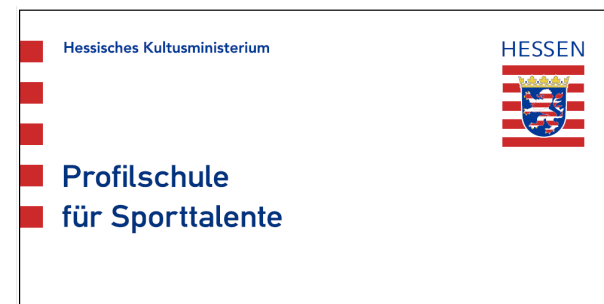 Hessisches Kultusministerium
HESSEN
Profilschule
für Sporttalente